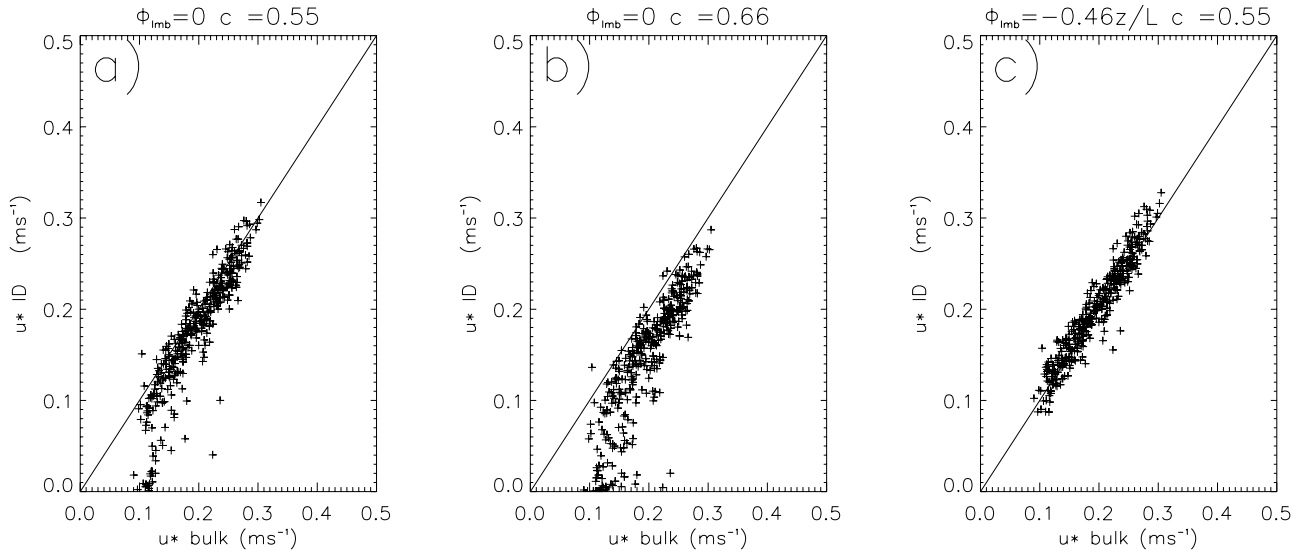 Φlmb=0 c =0.55
Φlmb=0 c =0.66
Φlmb=−0.46z/L c =0.55
a)
b)
c)
0.5
0.4
0.3
0.2
0.1
0.0
u* ID (ms⁻¹)
0.0 0.1 0.2 0.3 0.4 0.5
u* bulk (ms⁻¹)
0.5
0.4
0.3
0.2
0.1
0.0
u* ID (ms⁻¹)
0.0 0.1 0.2 0.3 0.4 0.5
u* bulk (ms⁻¹)
0.5
0.4
0.3
0.2
0.1
0.0
u* ID (ms⁻¹)
0.0 0.1 0.2 0.3 0.4 0.5
u* bulk (ms⁻¹)